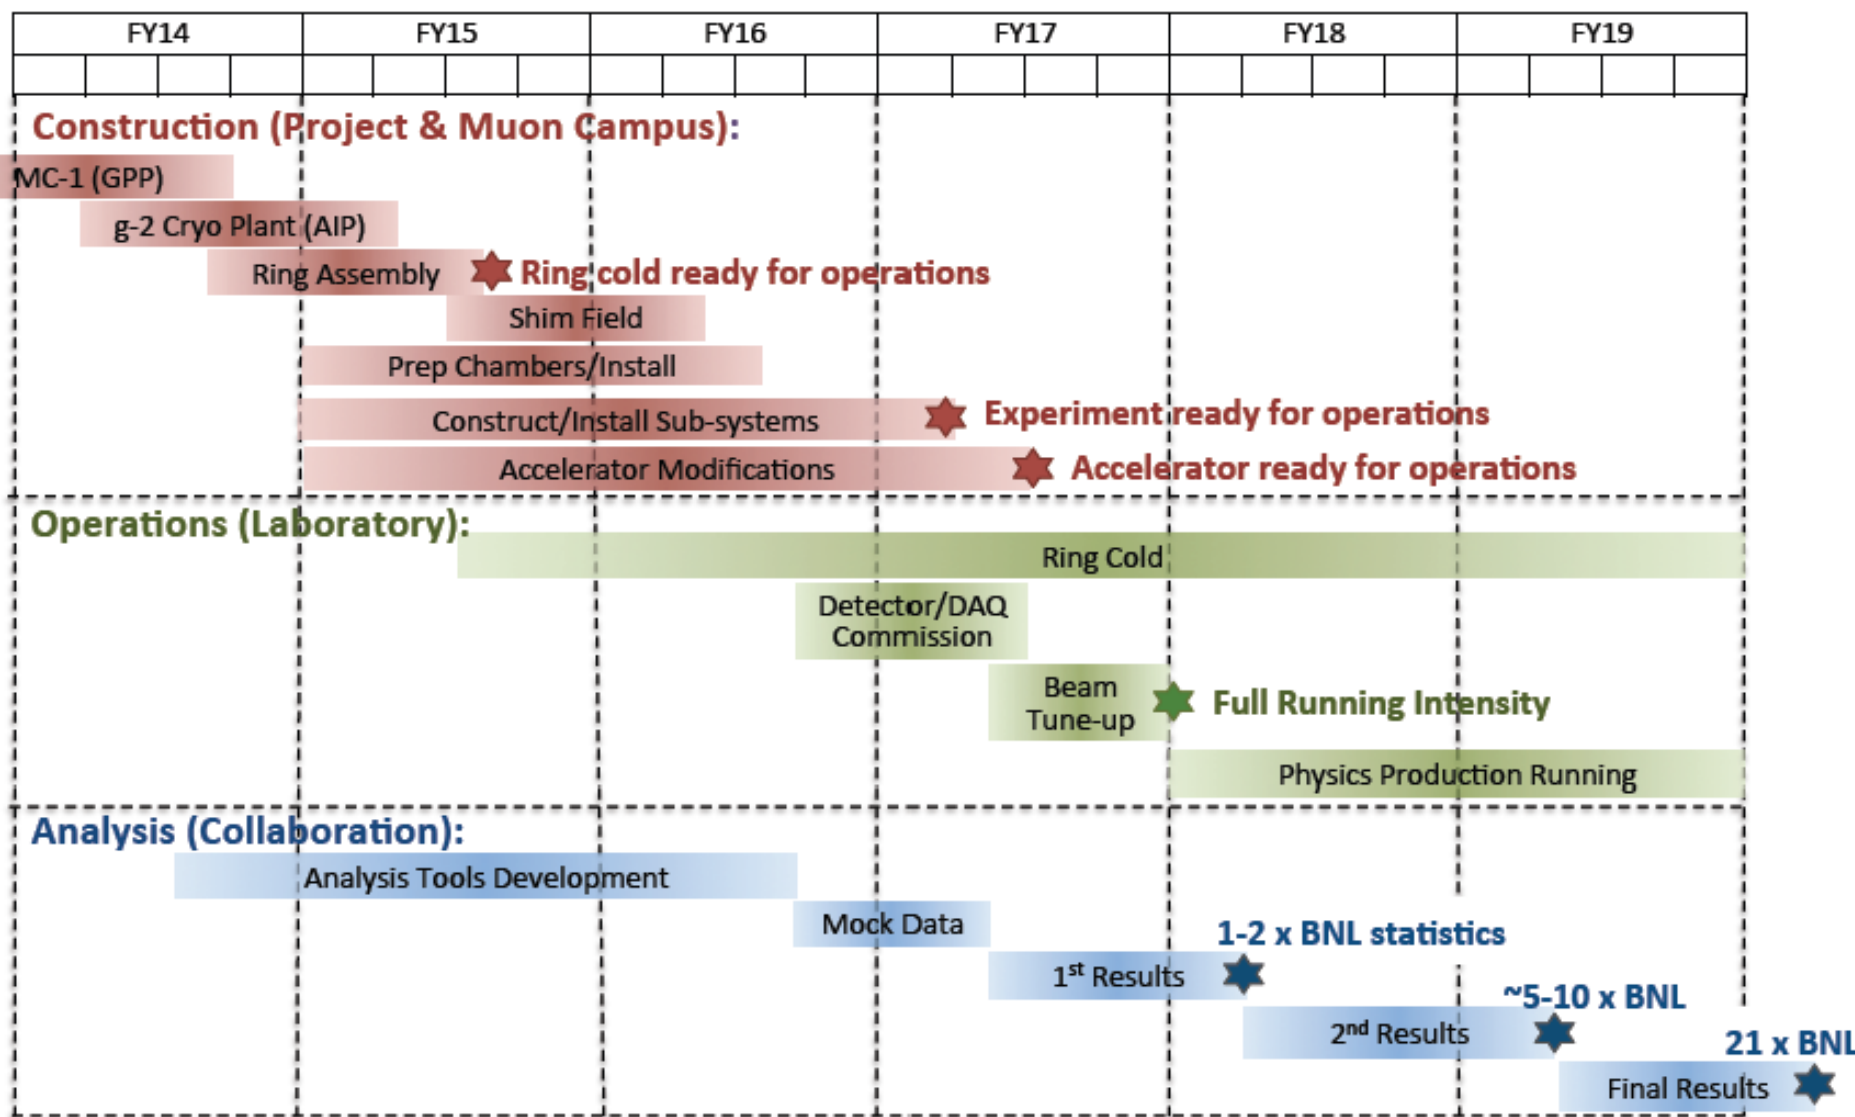 FY14 FY15 FY16 FY17 FY18 FY19
Construction (Project & Muon Campus):
MC-1 (GPP)
g-2 Cryo Plant (AIP)
Ring Assembly
Ring cold ready for operations
Shim Field
Prep Chambers/Install
Construct/Install Sub-systems
Experiment ready for operations
Accelerator Modifications
Accelerator ready for operations
Operations (Laboratory):
Ring Cold
Detector/DAQ
Commission
Beam
Tune-up
Full Running Intensity
Physics Production Running
Analysis (Collaboration):
Analysis Tools Development
Mock Data
1-2 x BNL statistics
1st Results
~5-10 x BNL
2nd Results
21 x BNL
Final Results